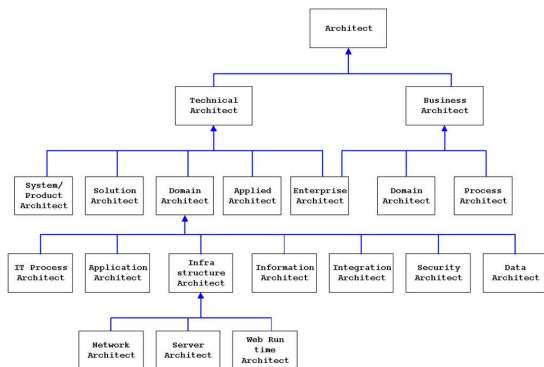 Architect
Technical
Architect
Business
Architect
System/
Product
Architect
Solution
Architect
Domain
Architect
Applied
Architect
Enterprise
Architect
Domain
Architect
Process
Architect
IT Process
Architect
Application
Architect
Infra
structure
Architect
Information
Architect
Integration
Architect
Security
Architect
Data
Architect
Network
Architect
Server
Architect
Web Run
time
Architect